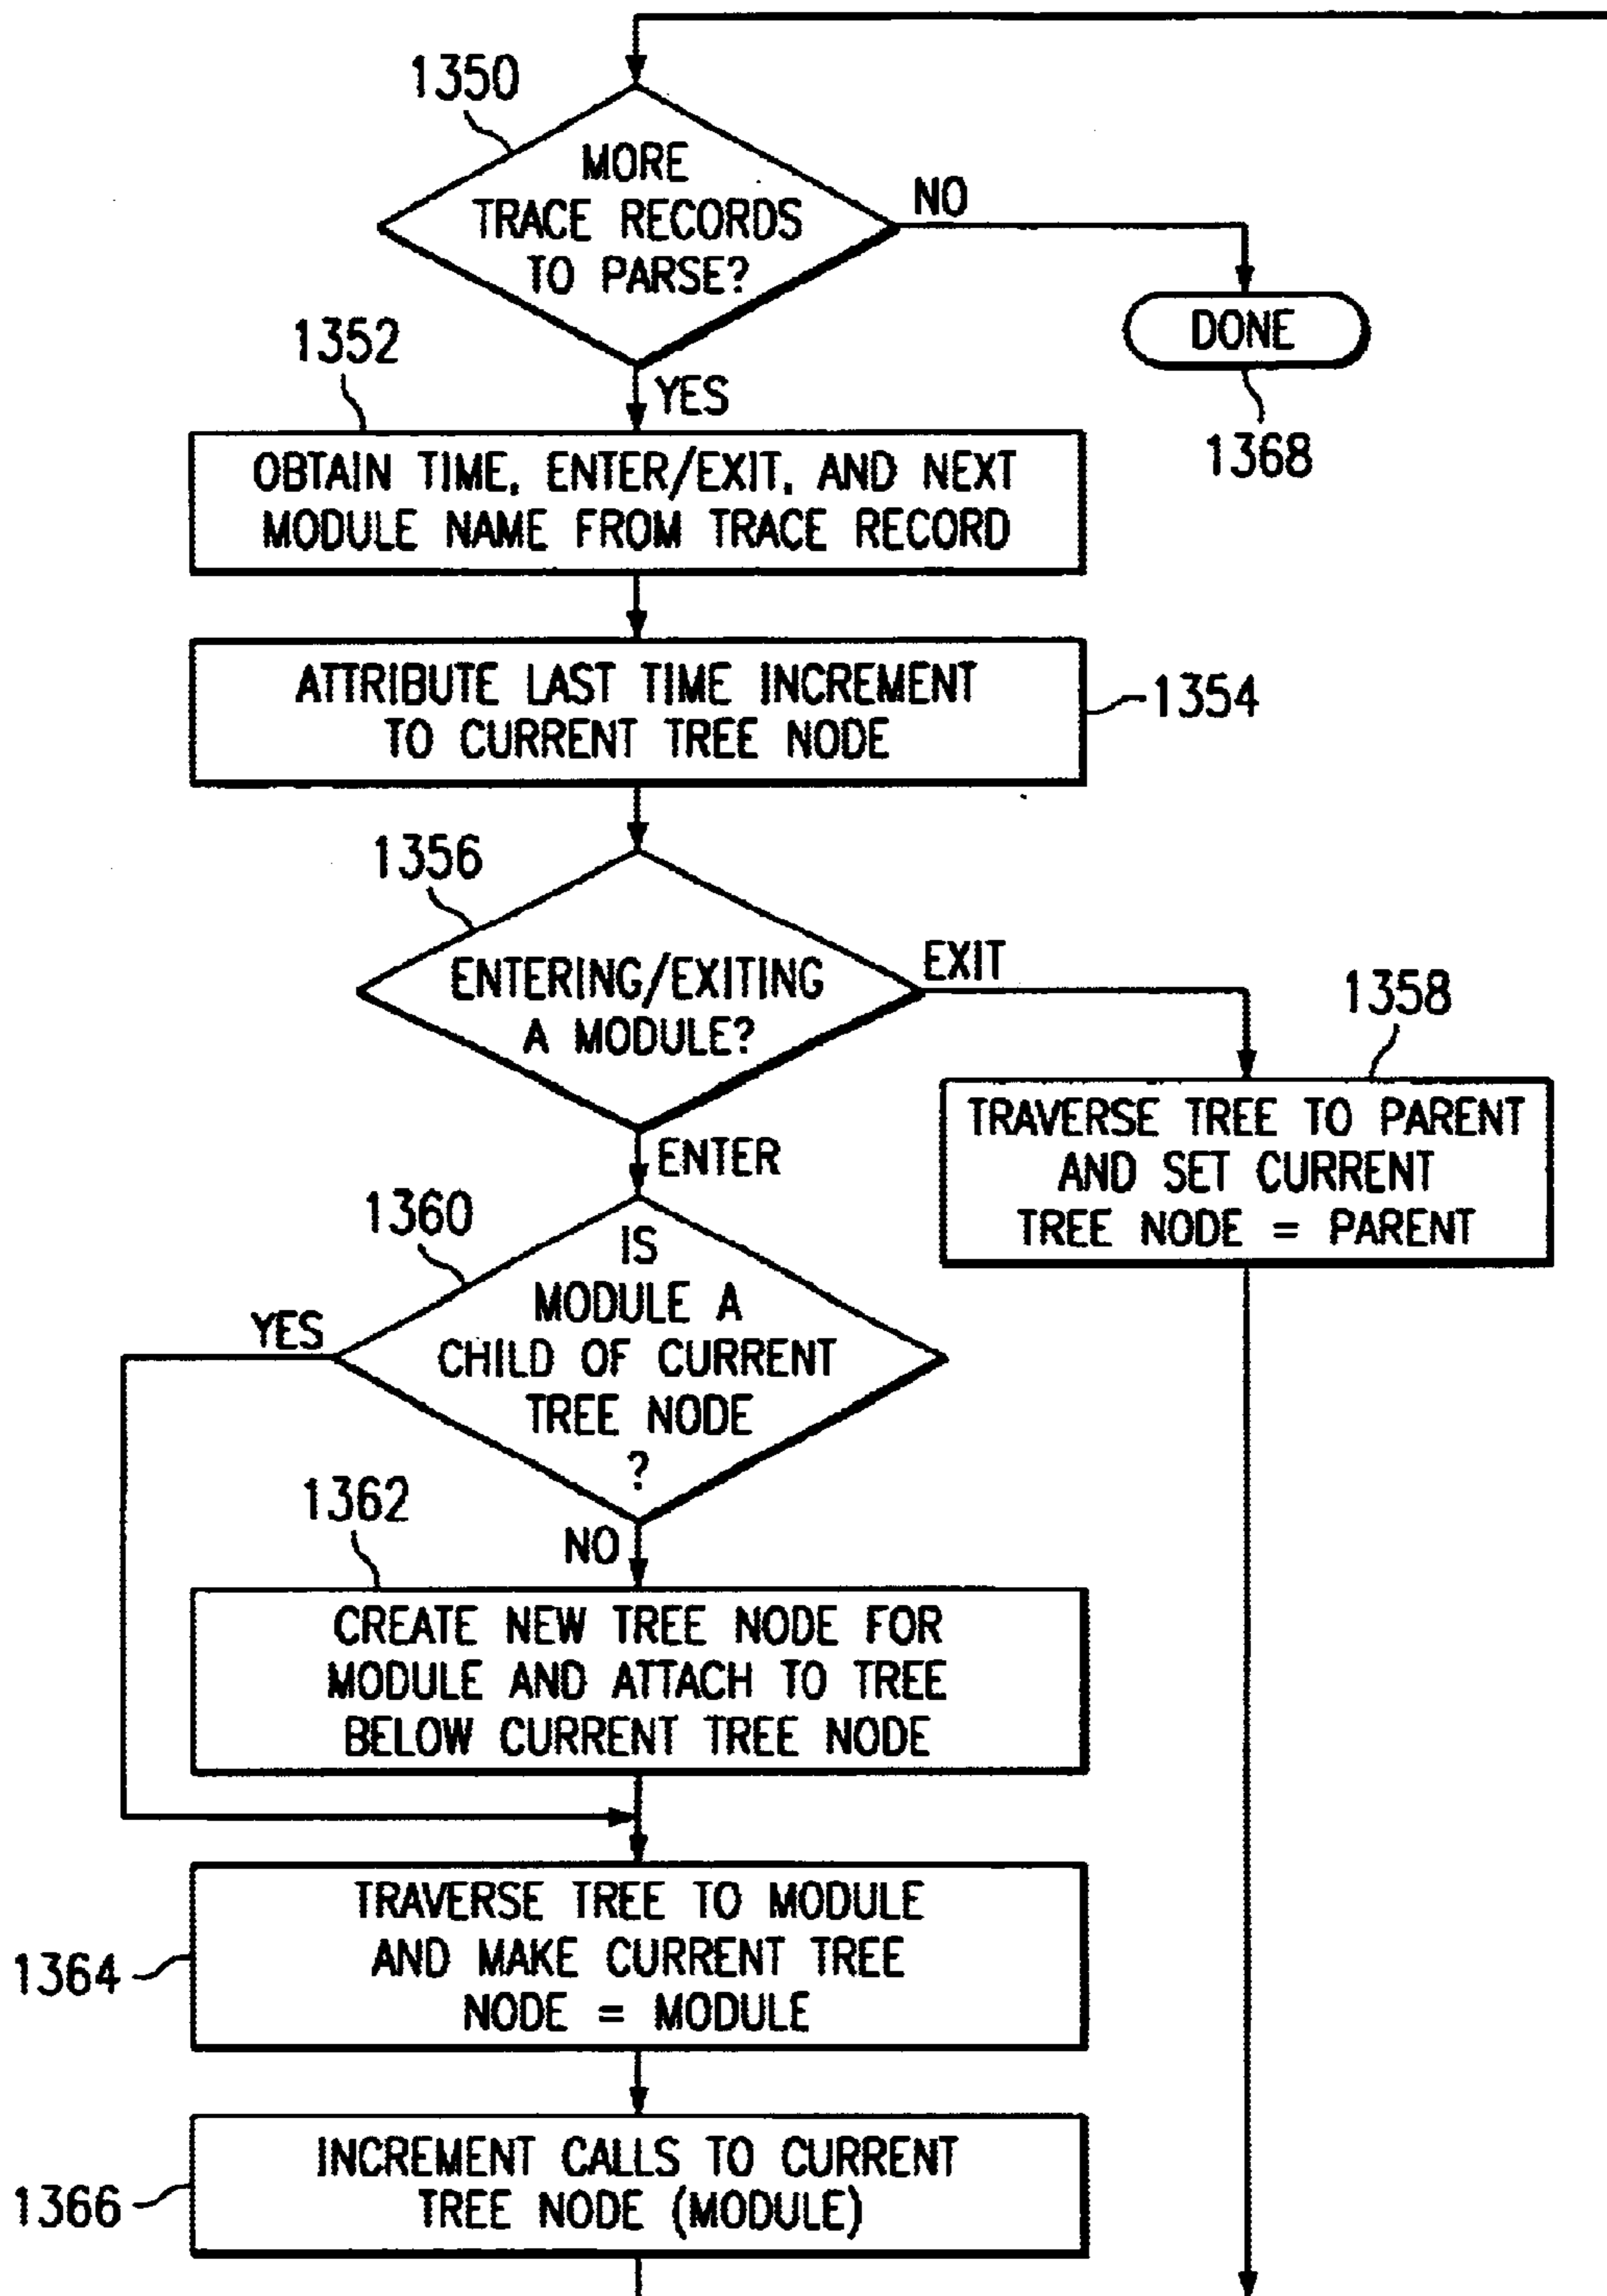 1350
MORE
TRACE RECORDS
TO PARSE?
NO
DONE
1368
YES
1352
OBTAIN TIME, ENTER/EXIT, AND NEXT
MODULE NAME FROM TRACE RECORD
ATTRIBUTE LAST TIME INCREMENT
TO CURRENT TREE NODE
1354
1356
ENTERING/EXITING
A MODULE?
EXIT
1358
TRAVERSE TREE TO PARENT
AND SET CURRENT
TREE NODE = PARENT
ENTER
1360
IS
MODULE A
CHILD OF CURRENT
TREE NODE
?
YES
NO
1362
CREATE NEW TREE NODE FOR
MODULE AND ATTACH TO TREE
BELOW CURRENT TREE NODE
TRAVERSE TREE TO MODULE
AND MAKE CURRENT TREE
NODE = MODULE
1364
INCREMENT CALLS TO CURRENT
TREE NODE (MODULE)
1366